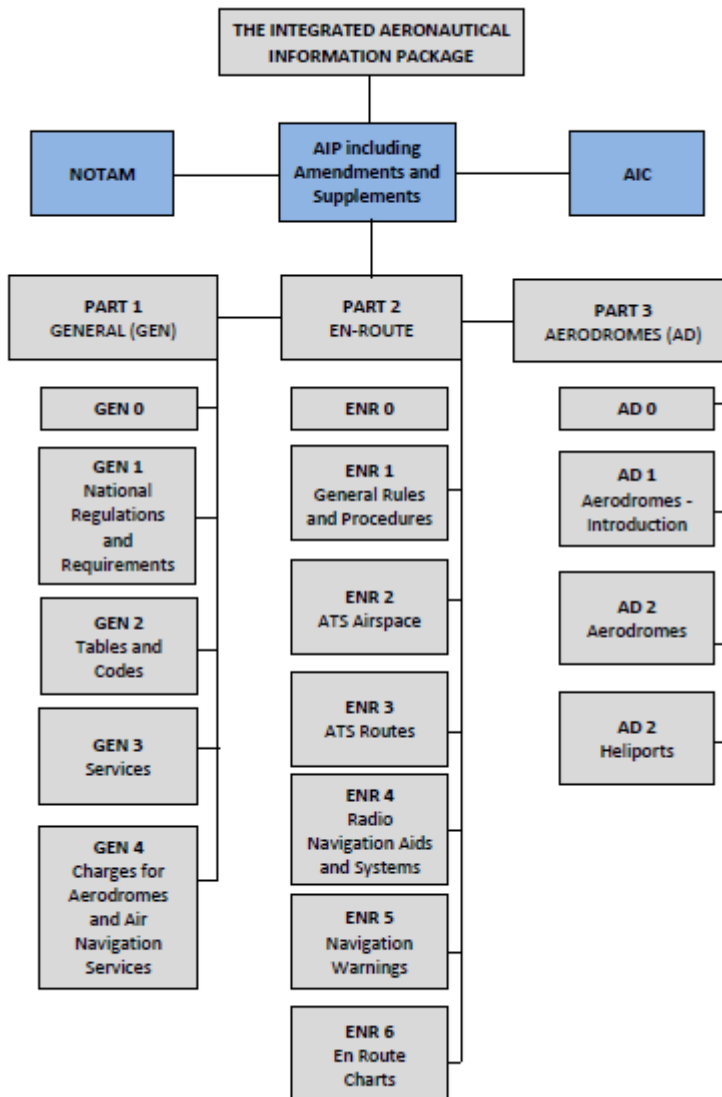 THE INTEGRATED AERONAUTICAL
INFORMATION PACKAGE
NOTAM
AIP including
Amendments and
Supplements
AIC
PART 1
GENERAL (GEN)
PART 2
EN-ROUTE
PART 3
AERODROMES (AD)
GEN 0
GEN 1
National
Regulations
and
Requirements
GEN 2
Tables and
Codes
GEN 3
Services
GEN 4
Charges for
Aerodromes
and Air
Navigation
Services
ENR 0
ENR 1
General Rules
and Procedures
ENR 2
ATS Airspace
ENR 3
ATS Routes
ENR 4
Radio
Navigation Aids
and Systems
ENR 5
Navigation
Warnings
ENR 6
En Route
Charts
AD 0
AD 1
Aerodromes -
Introduction
AD 2
Aerodromes
AD 2
Heliports